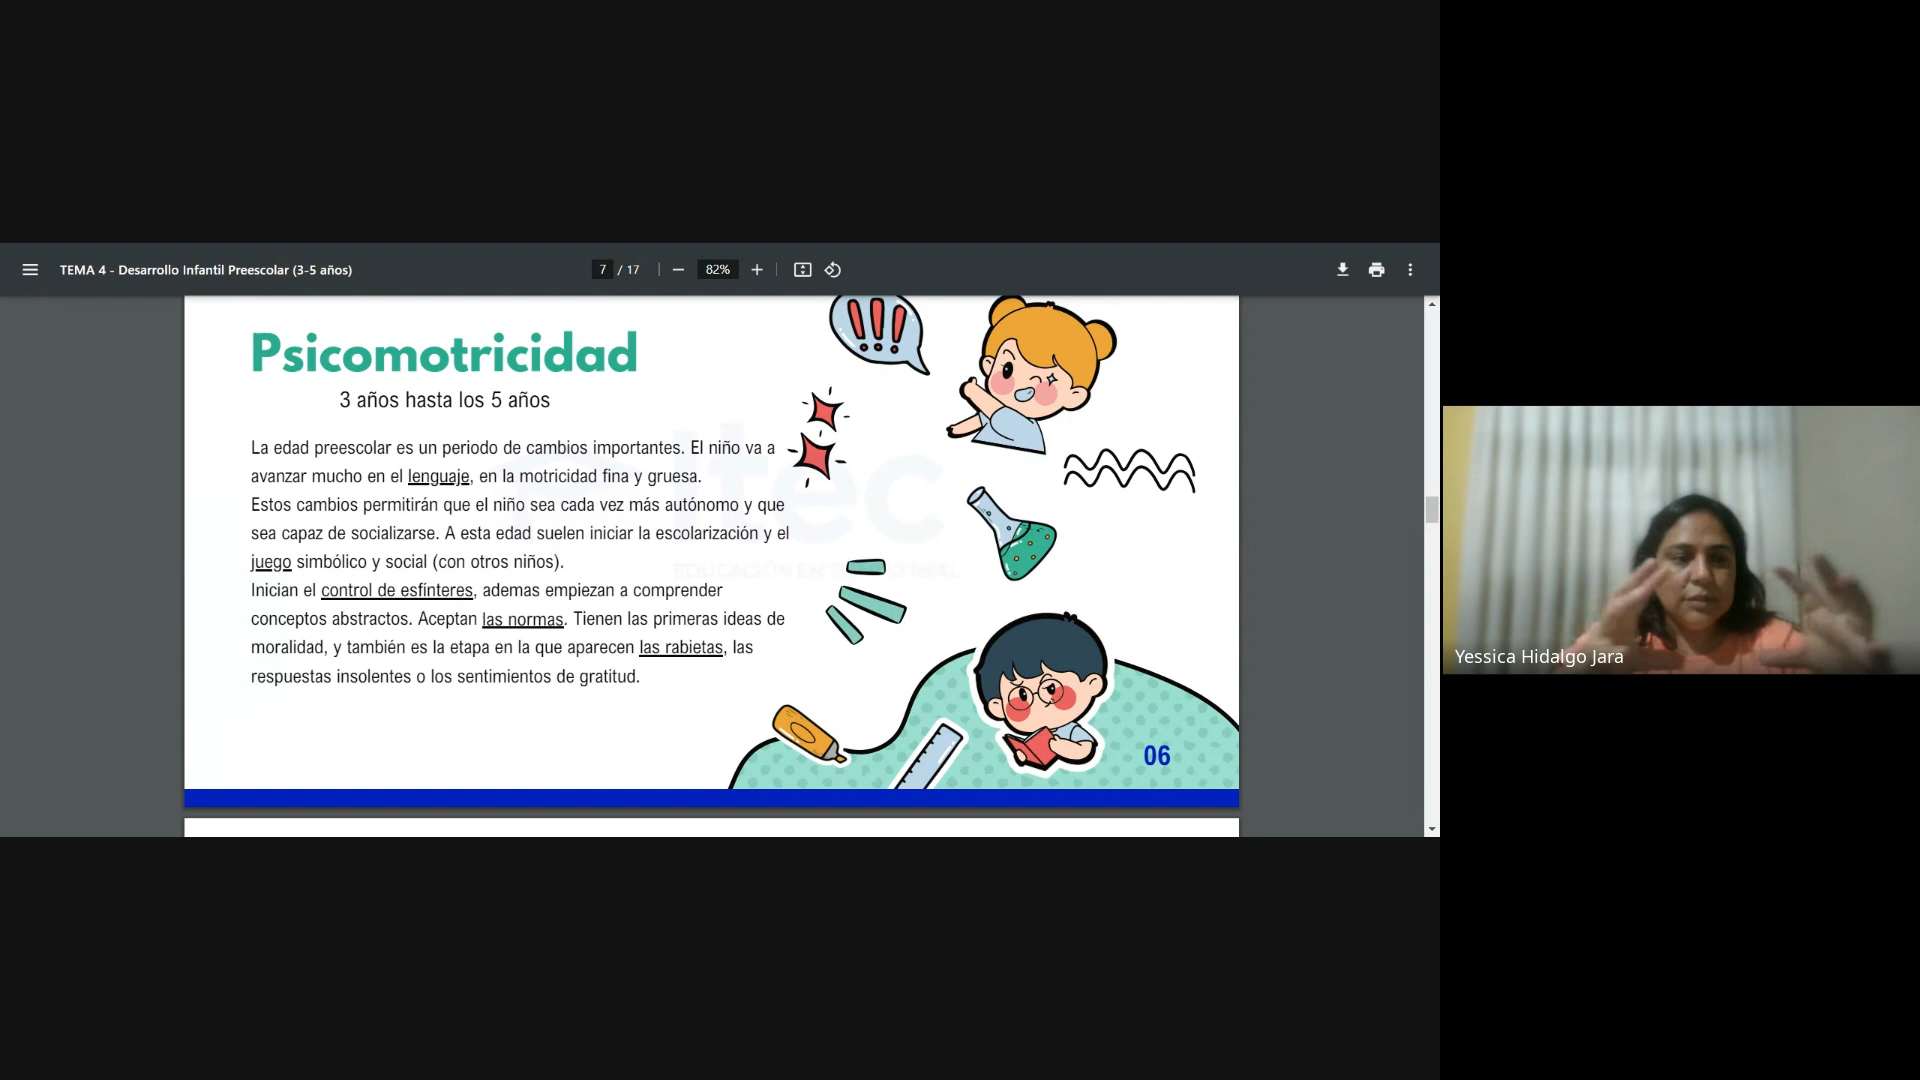 TEMA 4 - Desarrollo Infantil Preescolar (3-5 años)
7 / 17
82%
Psicomotricidad
3 años hasta los 5 años
La edad preescolar es un periodo de cambios importantes. El niño va a
avanzar mucho en el lenguaje, en la motricidad fina y gruesa.
Estos cambios permitirán que el niño sea cada vez más autónomo y que
sea capaz de socializarse. A esta edad suelen iniciar la escolarización y el
juego simbólico y social (con otros niños).
Inician el control de esfínteres, ademas empiezan a comprender
conceptos abstractos. Aceptan las normas. Tienen las primeras ideas de
moralidad, y también es la etapa en la que aparecen las rabietas, las
respuestas insolentes o los sentimientos de gratitud.
itec
06
Yessica Hidalgo Jara